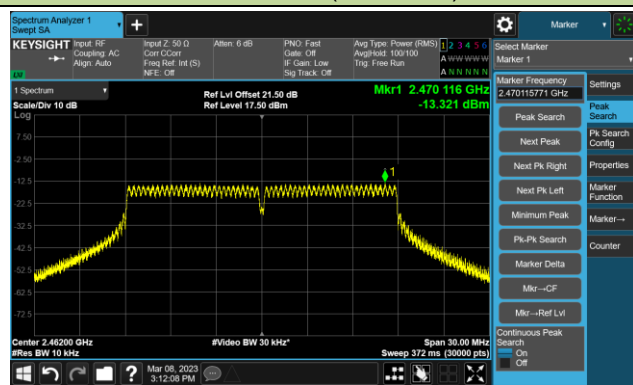 Spectrum Analyzer 1
Swept SA
+
Marker
KEYSIGHT
Input: RF
Coupling: AC
Align: Auto
Input Z: 50 Ω
Corr CCorr
Freq Ref: Int (S)
NFE: Off
Atten: 6 dB
PNO: Fast
Gate: Off
IF Gain: Low
Sig Track: Off
Avg Type: Power (RMS)
Avg|Hold: 100/100
Trig: Free Run
1 2 3 4 5 6
A W W W W W
A N N N N N
Select Marker
Marker 1
LXI
1 Spectrum
Scale/Div 10 dB
Log
Ref Lvl Offset 21.50 dB
Ref Level 17.50 dBm
Mkr1 2.470 116 GHz
-13.321 dBm
7.50
-2.50
-12.5
-22.5
-32.5
-42.5
-52.5
-62.5
-72.5
1
Center 2.46200 GHz
#Res BW 10 kHz
#Video BW 30 kHz*
Span 30.00 MHz
Sweep 372 ms (30000 pts)
Marker Frequency
2.470115771 GHz
Peak Search
Next Peak
Next Pk Right
Next Pk Left
Minimum Peak
Pk-Pk Search
Marker Delta
Mkr→CF
Mkr→Ref Lvl
Continuous Peak
Search
On
Off
Settings
Peak
Search
Pk Search
Config
Properties
Marker
Function
Marker→
Counter
?
Mar 08, 2023
3:12:08 PM